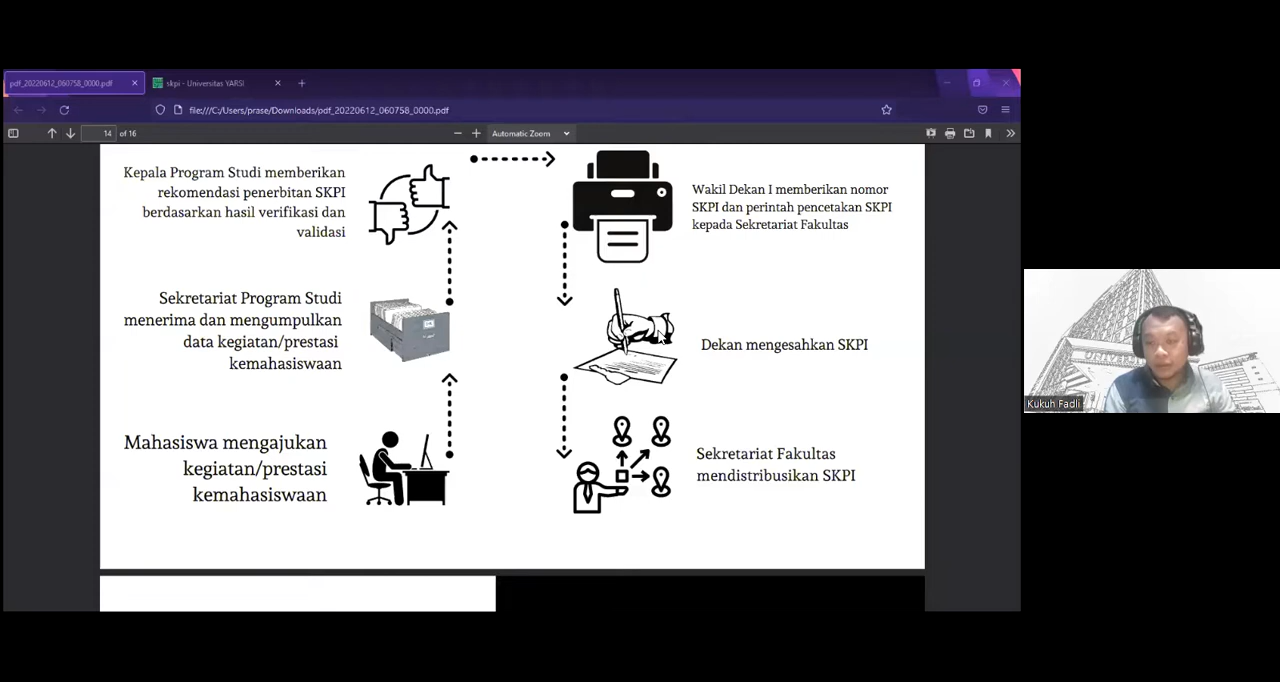 pdf_20220612_060758_0000.pdf
skpi - Universitas YARSI
file:///C:/Users/prase/Downloads/pdf_20220612_060758_0000.pdf
14 of 16
Automatic Zoom
Kepala Program Studi memberikan
rekomendasi penerbitan SKPI
berdasarkan hasil verifikasi dan
validasi
Wakil Dekan I memberikan nomor
SKPI dan perintah pencetakan SKPI
kepada Sekretariat Fakultas
Sekretariat Program Studi
menerima dan mengumpulkan
data kegiatan/prestasi
kemahasiswaan
Dekan mengesahkan SKPI
Mahasiswa mengajukan
kegiatan/prestasi
kemahasiswaan
Sekretariat Fakultas
mendistribusikan SKPI
Kukuh Fadli